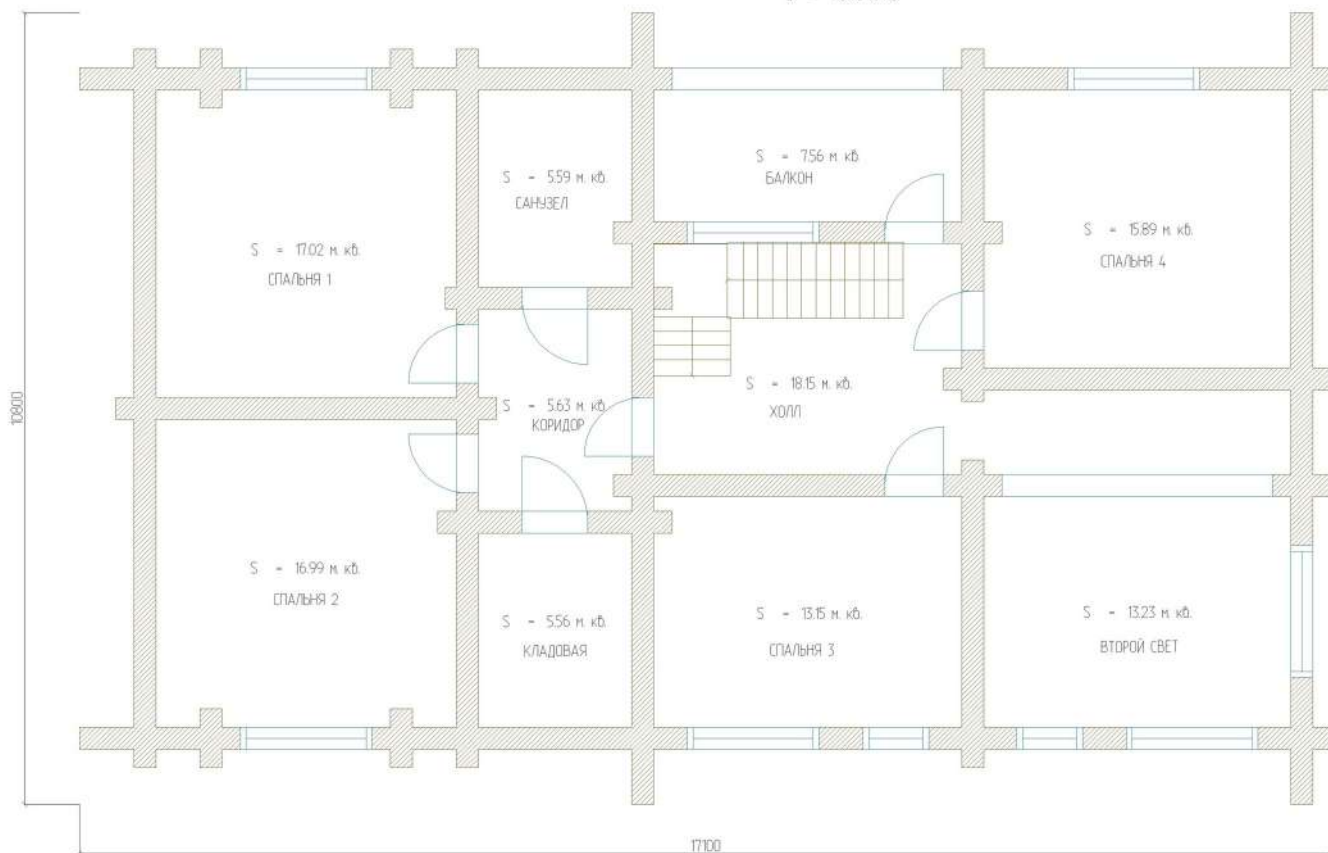 S = 5.59 м. кв.
САНУЗЕЛ
S = 7.56 м. кв.
БАЛКОН
S = 17.02 м. кв.
СПАЛЬНЯ 1
S = 15.89 м. кв.
СПАЛЬНЯ 4
S = 18.15 м. кв.
ХОЛЛ
S = 5.63 м. кв.
КОРИДОР
10800
S = 16.99 м. кв.
СПАЛЬНЯ 2
S = 5.56 м. кв.
КЛАДОВАЯ
S = 13.15 м. кв.
СПАЛЬНЯ 3
S = 13.23 м. кв.
ВТОРОЙ СВЕТ
17100